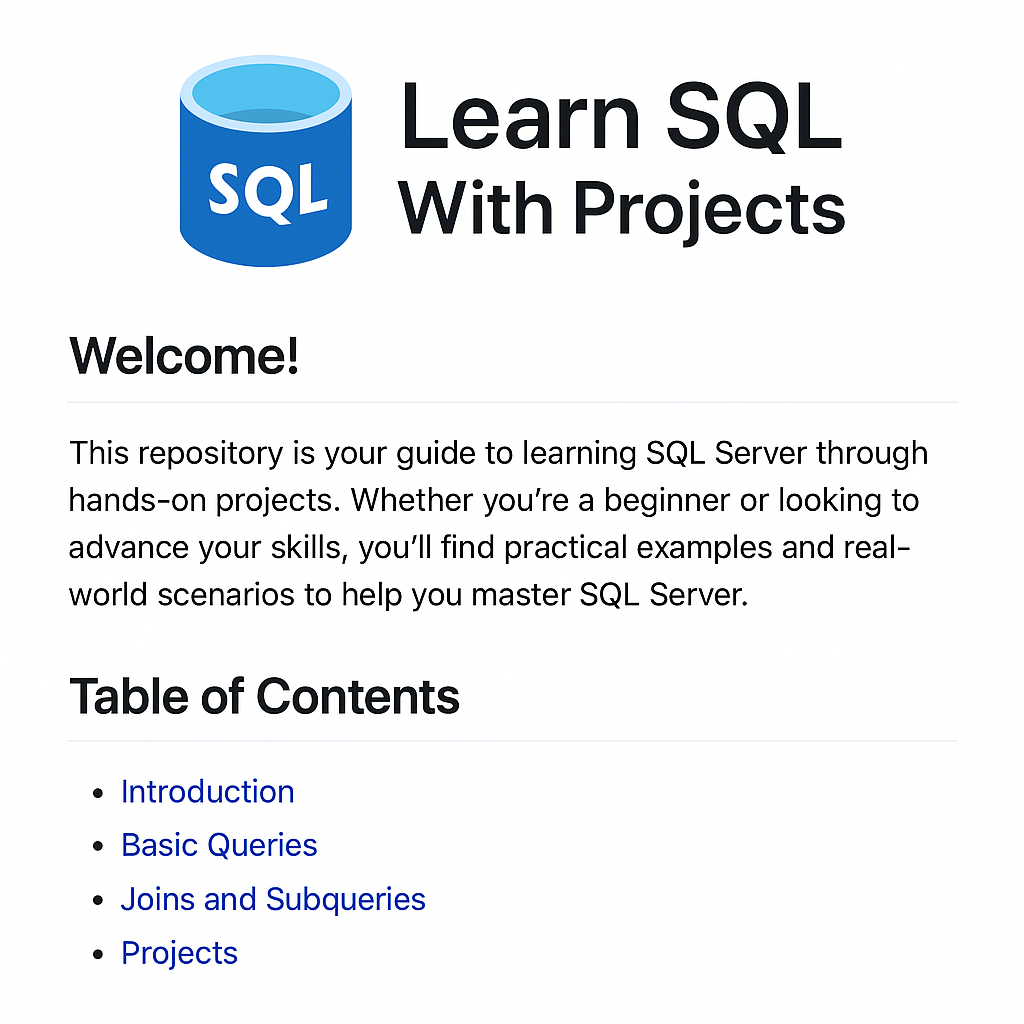 SQL
Learn SQL
With Projects
Welcome!
This repository is your guide to learning SQL Server through
hands-on projects. Whether you’re a beginner or looking to
advance your skills, you’ll find practical examples and real-
world scenarios to help you master SQL Server.
Table of Contents
• Introduction
• Basic Queries
• Joins and Subqueries
• Projects